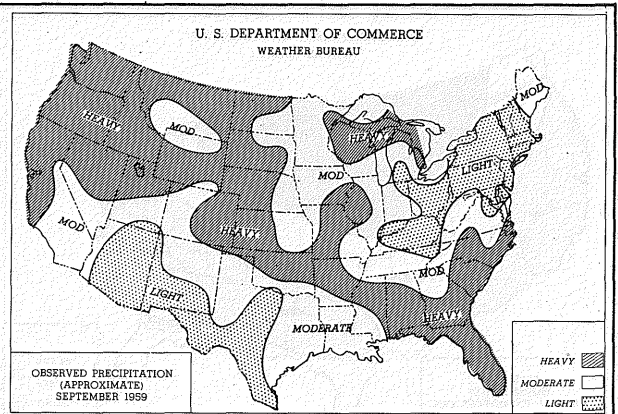 U. S. DEPARTMENT OF COMMERCE
WEATHER BUREAU
MOD
HEAVY
MOD
HEAVY
LIGHT
MOD
MOD
HEAVY
MOD
LIGHT
HEAVY
MODERATE
OBSERVED PRECIPITATION
(APPROXIMATE)
SEPTEMBER 1959
HEAVY
MODERATE
LIGHT